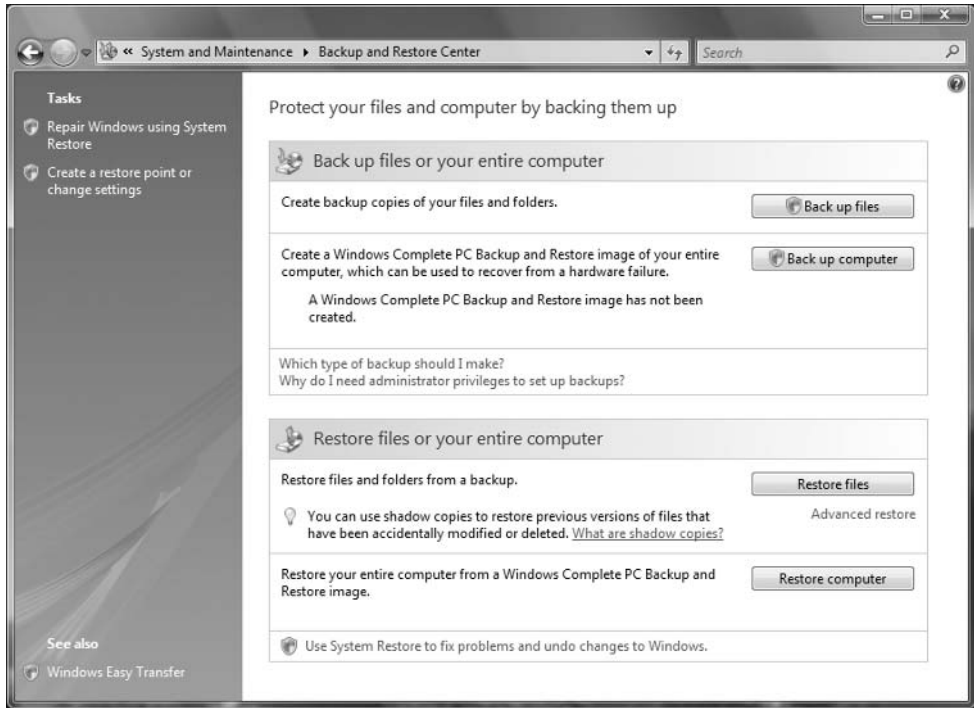 « System and Maintenance ▸ Backup and Restore Center
Search
Tasks
Repair Windows using System
Restore
Create a restore point or
change settings
See also
Windows Easy Transfer
Protect your files and computer by backing them up
Back up files or your entire computer
Create backup copies of your files and folders.
Back up files
Create a Windows Complete PC Backup and Restore image of your entire
computer, which can be used to recover from a hardware failure.
Back up computer
A Windows Complete PC Backup and Restore image has not been
created.
Which type of backup should I make?
Why do I need administrator privileges to set up backups?
Restore files or your entire computer
Restore files and folders from a backup.
Restore files
You can use shadow copies to restore previous versions of files that
have been accidentally modified or deleted. What are shadow copies?
Advanced restore
Restore your entire computer from a Windows Complete PC Backup and
Restore image.
Restore computer
Use System Restore to fix problems and undo changes to Windows.